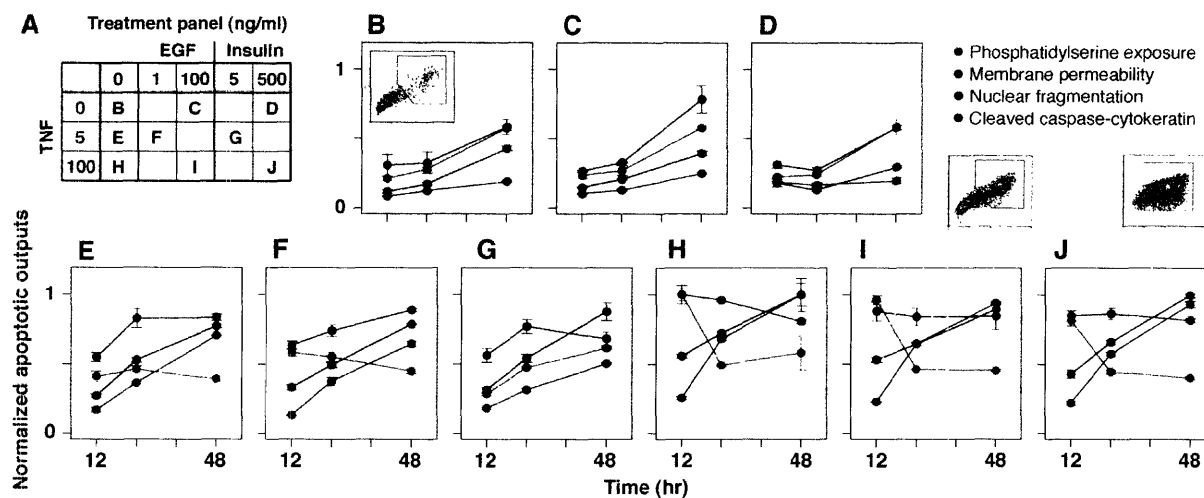 A
Treatment panel (ng/ml)
EGF Insulin
0 1 100 5 500
0 B C D
5 E F G
100 H I J
TNF
B
C
D
1
0
Phosphatidylserine exposure
Membrane permeability
Nuclear fragmentation
Cleaved caspase-cytokeratin
E
F
G
H
I
J
Normalized apoptotic outputs
1
0
12 48 12 48 12 48 12 48 12 48 12 48
Time (hr)